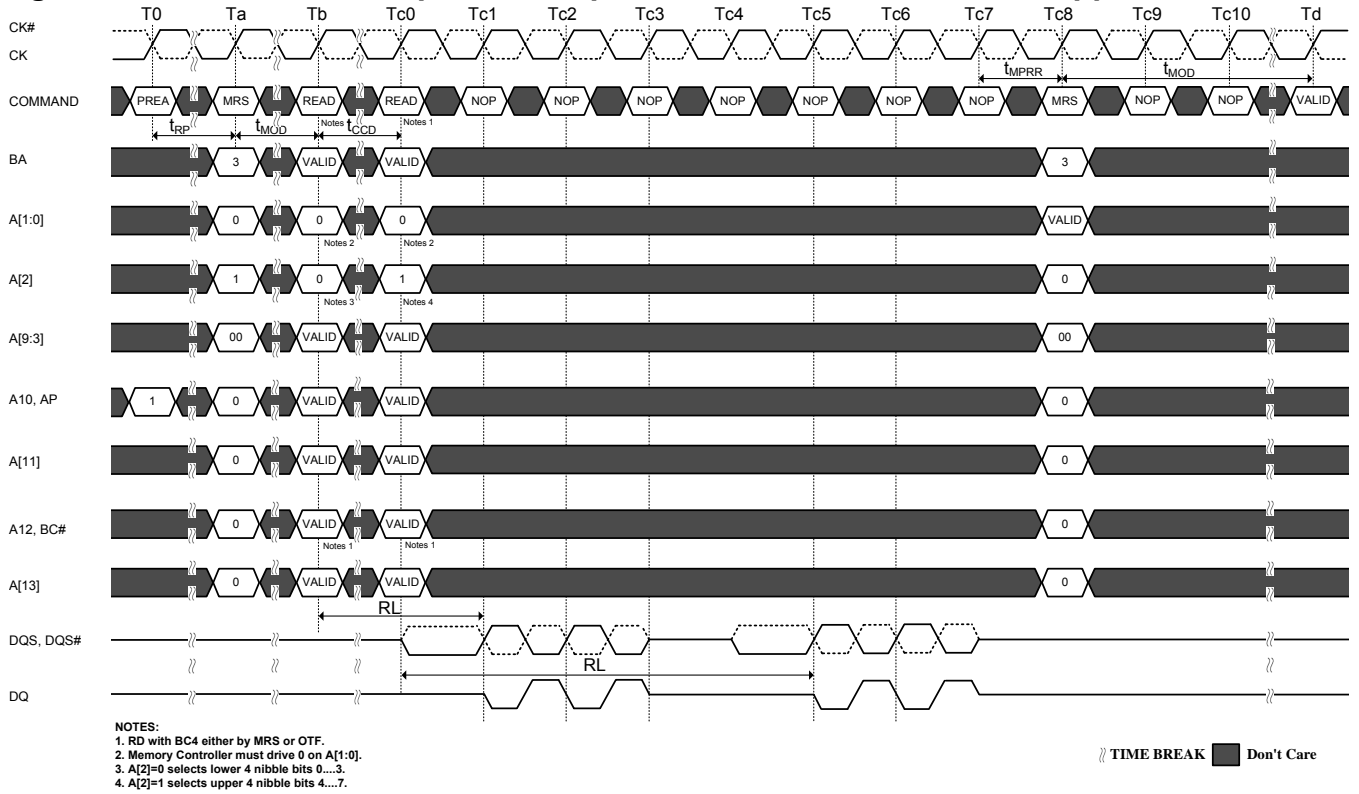 T0 Ta Tb Tc0 Tc1 Tc2 Tc3 Tc4 Tc5 Tc6 Tc7 Tc8 Tc9 Tc10 Td
CK#
CK
tMPRR tMOD
COMMAND PREA MRS READ READ NOP NOP NOP NOP NOP NOP NOP MRS NOP NOP VALID
Notes 1 Notes 1
tRP tMOD tCCD
BA 3 VALID VALID 3
A[1:0] 0 0 0 VALID
Notes 2 Notes 2
A[2] 1 0 1 0
Notes 3 Notes 4
A[9:3] 00 VALID VALID 00
A10, AP 1 0 VALID VALID 0
A[11] 0 VALID VALID 0
A12, BC# 0 VALID VALID 0
Notes 1 Notes 1
A[13] 0 VALID VALID 0
RL
DQS, DQS#
RL
DQ
NOTES:
1. RD with BC4 either by MRS or OTF.
2. Memory Controller must drive 0 on A[1:0].
3. A[2]=0 selects lower 4 nibble bits 0....3.
4. A[2]=1 selects upper 4 nibble bits 4....7.
TIME BREAK Don't Care